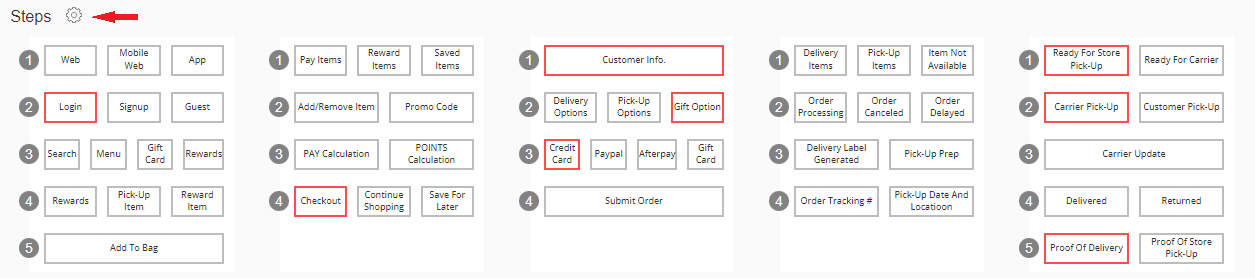 Steps
1 Web Mobile Web App
2 Login Signup Guest
3 Search Menu Gift Card Rewards
4 Rewards Pick-Up Item Reward Item
5 Add To Bag
1 Pay Items Reward Items Saved Items
2 Add/Remove Item Promo Code
3 PAY Calculation POINTS Calculation
4 Checkout Continue Shopping Save For Later
1 Customer Info.
2 Delivery Options Pick-Up Options Gift Option
3 Credit Card Paypal Afterpay Gift Card
4 Submit Order
1 Delivery Items Pick-Up Items Item Not Available
2 Order Processing Order Canceled Order Delayed
3 Delivery Label Generated Pick-Up Prep
4 Order Tracking # Pick-Up Date And Locatioon
1 Ready For Store Pick-Up Ready For Carrier
2 Carrier Pick-Up Customer Pick-Up
3 Carrier Update
4 Delivered Returned
5 Proof Of Delivery Proof Of Store Pick-Up